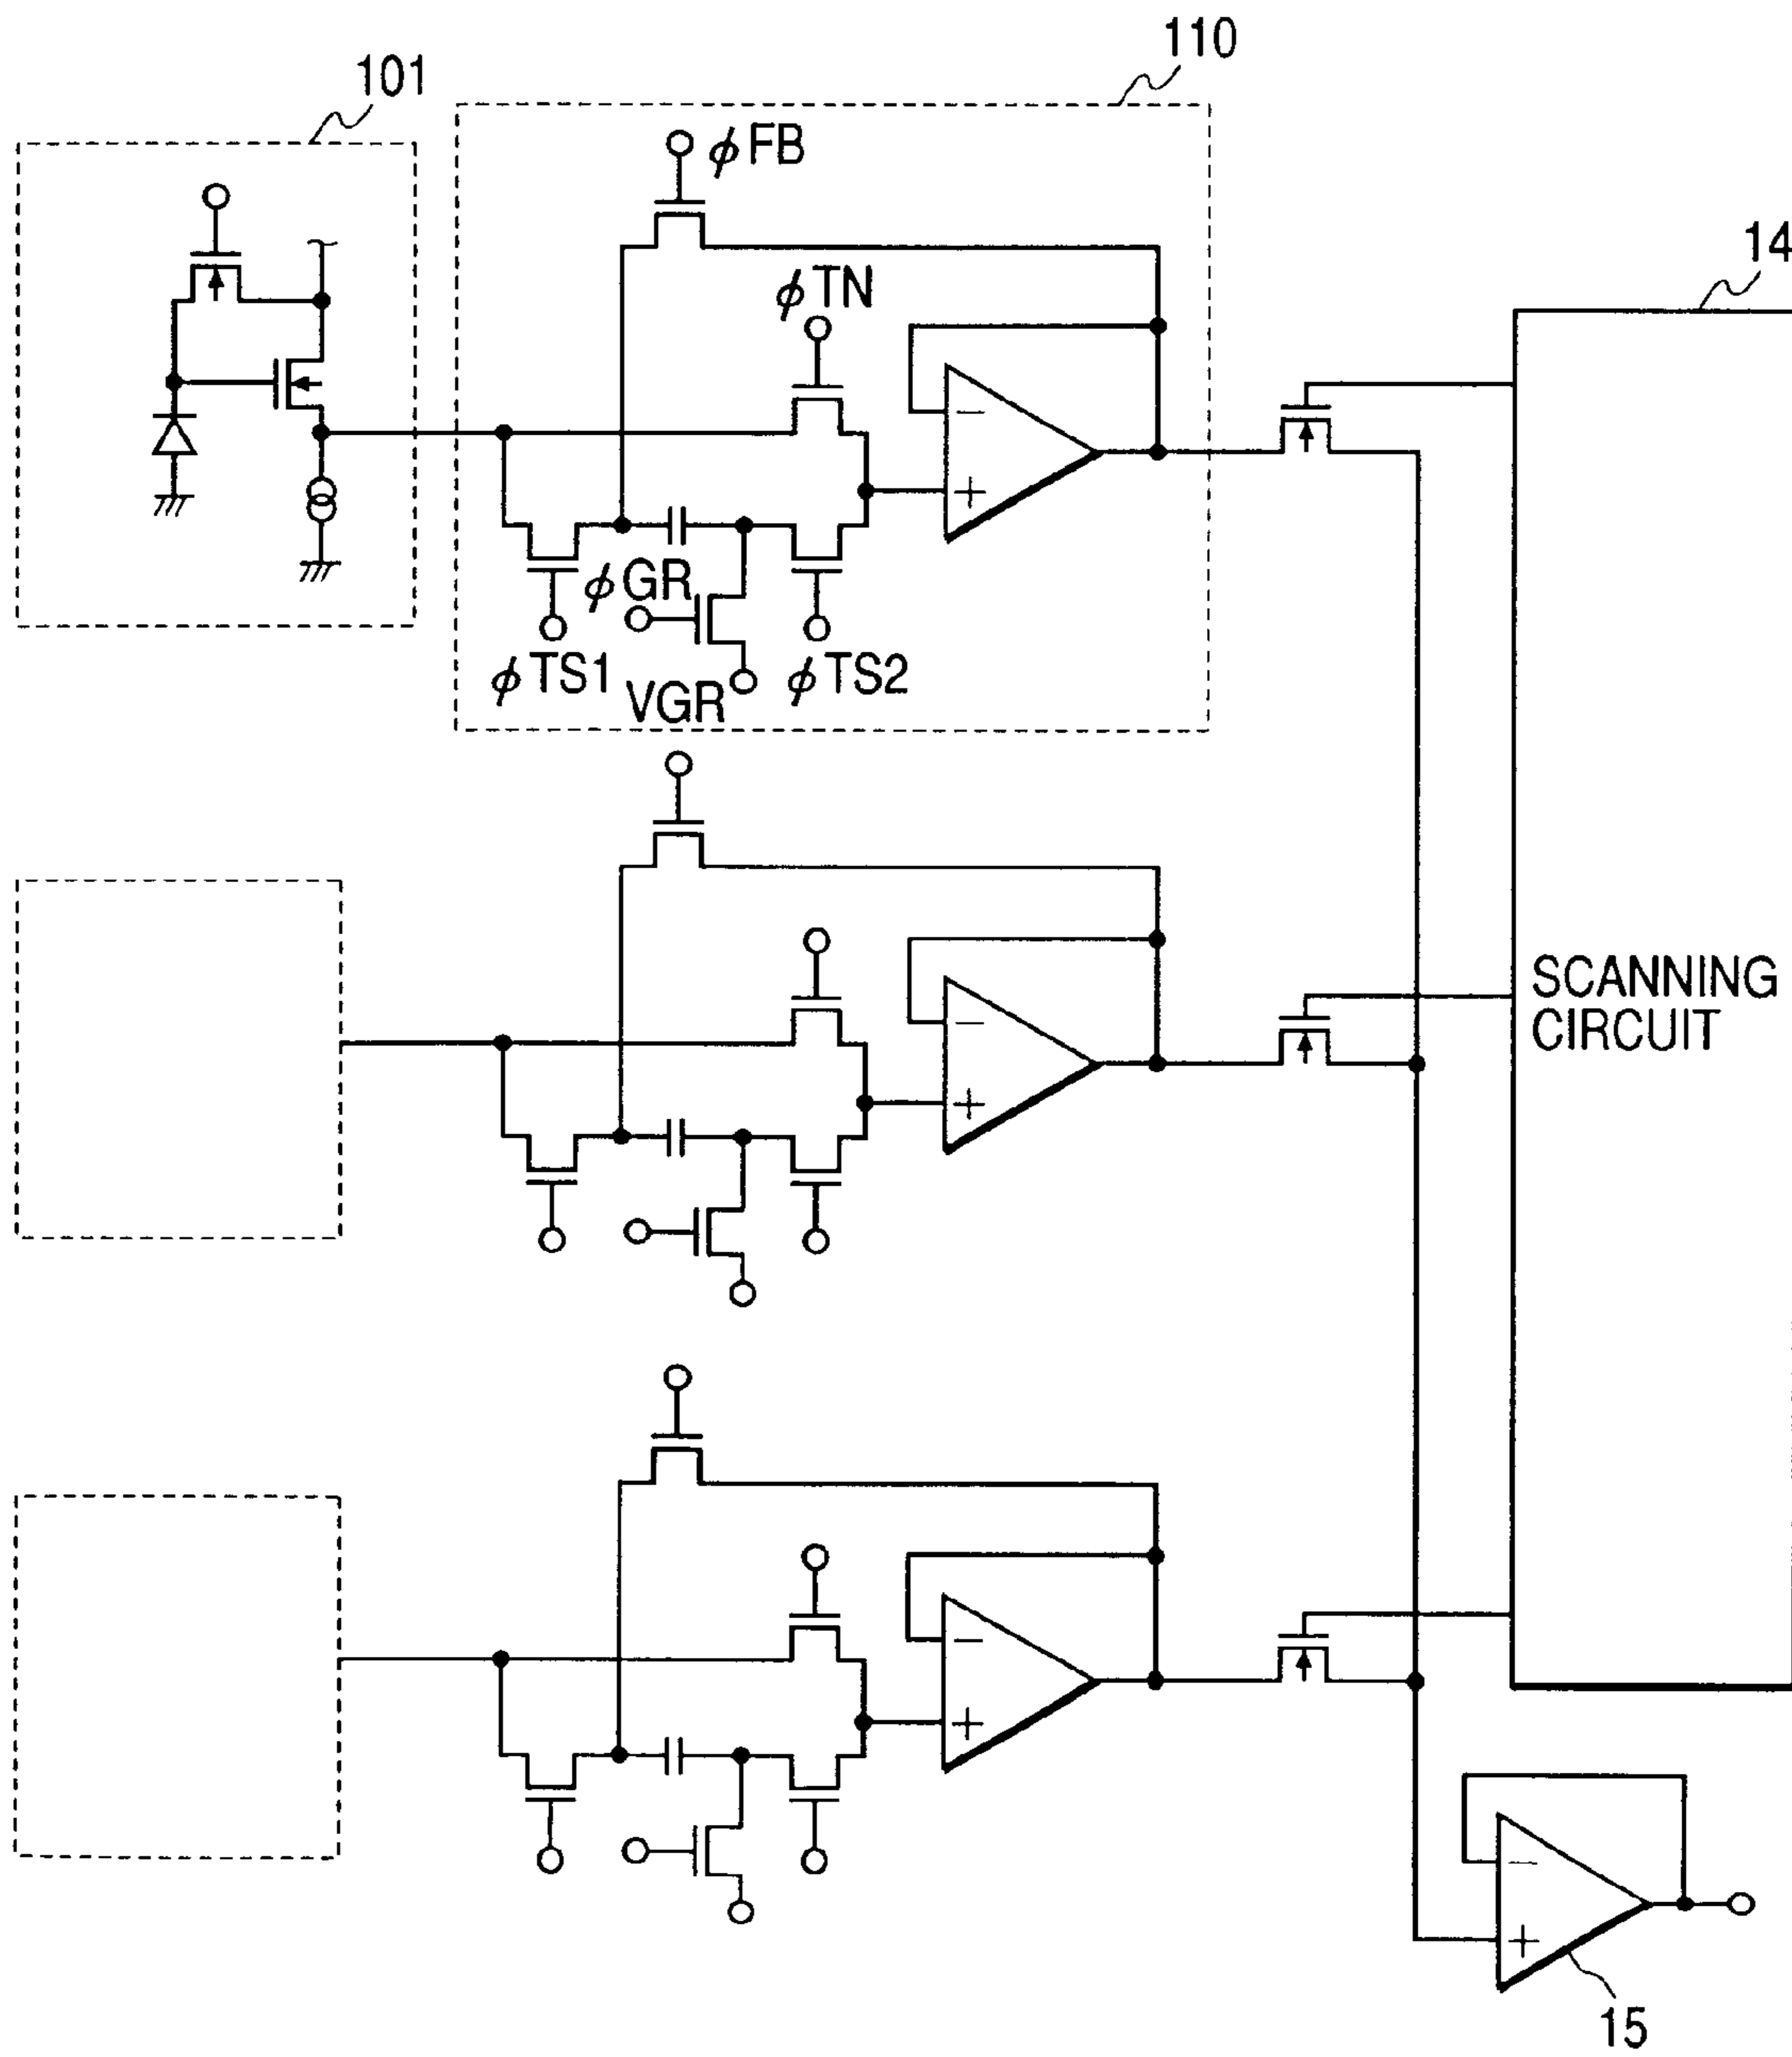 110
101
φFB
14
φTN
−
+
φGR
φTS1
VGR
φTS2
−
SCANNING
CIRCUIT
+
−
+
−
+
15